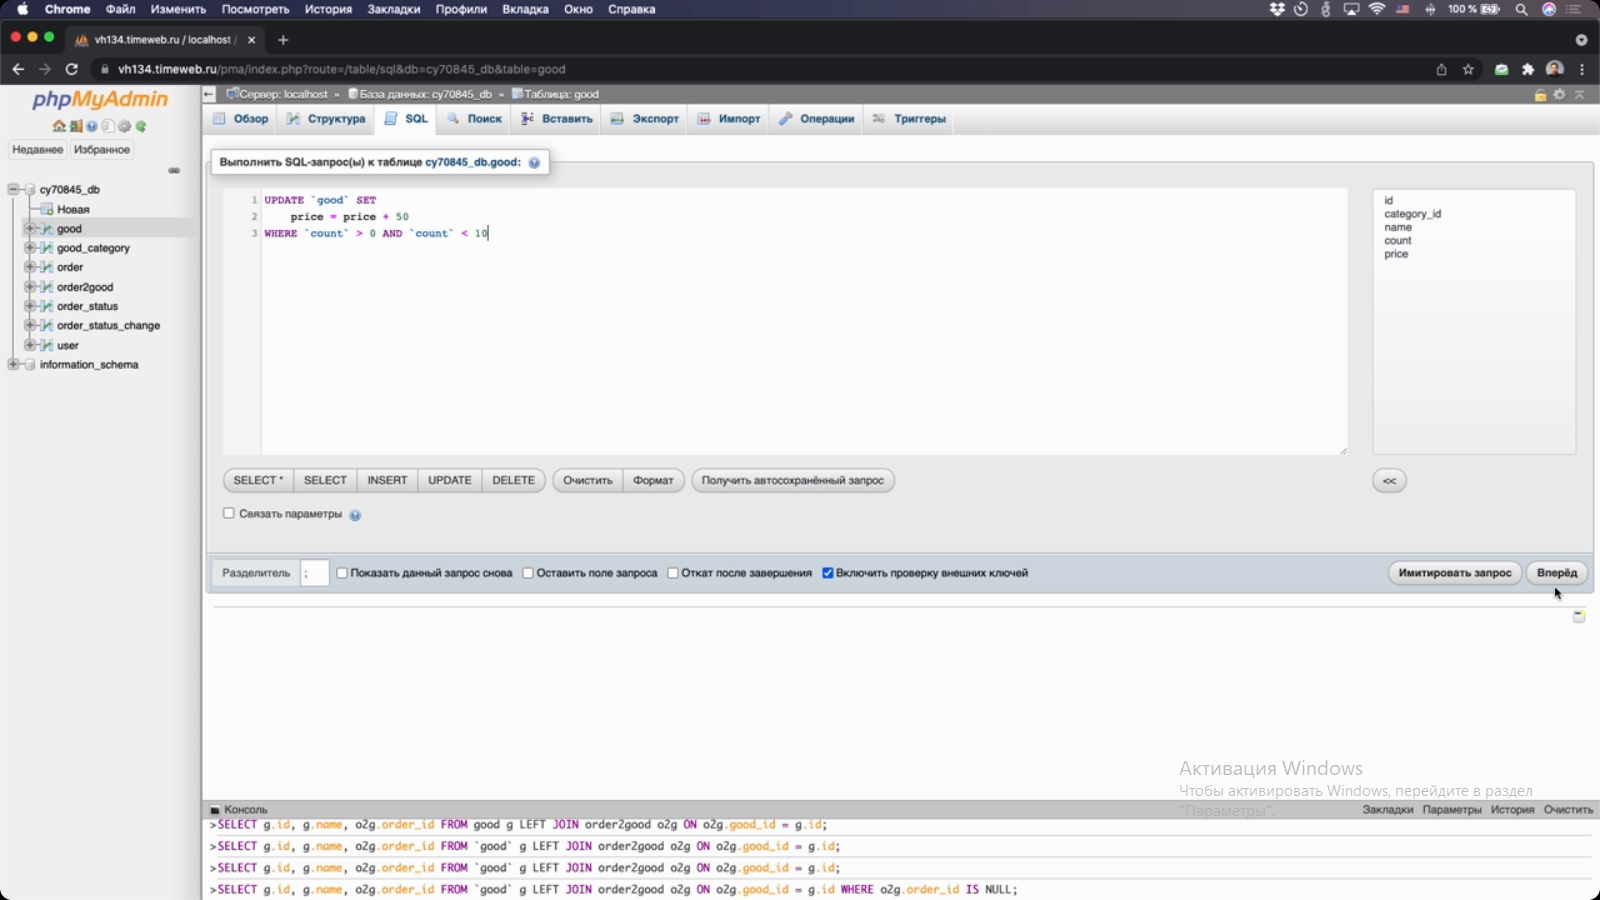 Chrome Файл Изменить Посмотреть История Закладки Профили Вкладка Окно Справка 100 %
vh134.timeweb.ru / localhost /
vh134.timeweb.ru/pma/index.php?route=/table/sql&db=cy70845_db&table=good
phpMyAdmin
Недавнее Избранное
cy70845_db
Новая
good
good_category
order
order2good
order_status
order_status_change
user
information_schema
Сервер: localhost » База данных: cy70845_db » Таблица: good
Обзор Структура SQL Поиск Вставить Экспорт Импорт Операции Триггеры
Выполнить SQL-запрос(ы) к таблице cy70845_db.good:
1 UPDATE `good` SET
2 price = price + 50
3 WHERE `count` > 0 AND `count` < 10
id
category_id
name
count
price
SELECT * SELECT INSERT UPDATE DELETE Очистить Формат Получить автосохранённый запрос <<
Связать параметры
Разделитель ; Показать данный запрос снова Оставить поле запроса Откат после завершения Включить проверку внешних ключей Имитировать запрос Вперёд
Активация Windows
Чтобы активировать Windows, перейдите в раздел
"Параметры".
Консоль Закладки Параметры История Очистить
>SELECT g.id, g.name, o2g.order_id FROM good g LEFT JOIN order2good o2g ON o2g.good_id = g.id;
>SELECT g.id, g.name, o2g.order_id FROM `good` g LEFT JOIN order2good o2g ON o2g.good_id = g.id;
>SELECT g.id, g.name, o2g.order_id FROM `good` g LEFT JOIN order2good o2g ON o2g.good_id = g.id;
>SELECT g.id, g.name, o2g.order_id FROM `good` g LEFT JOIN order2good o2g ON o2g.good_id = g.id WHERE o2g.order_id IS NULL;